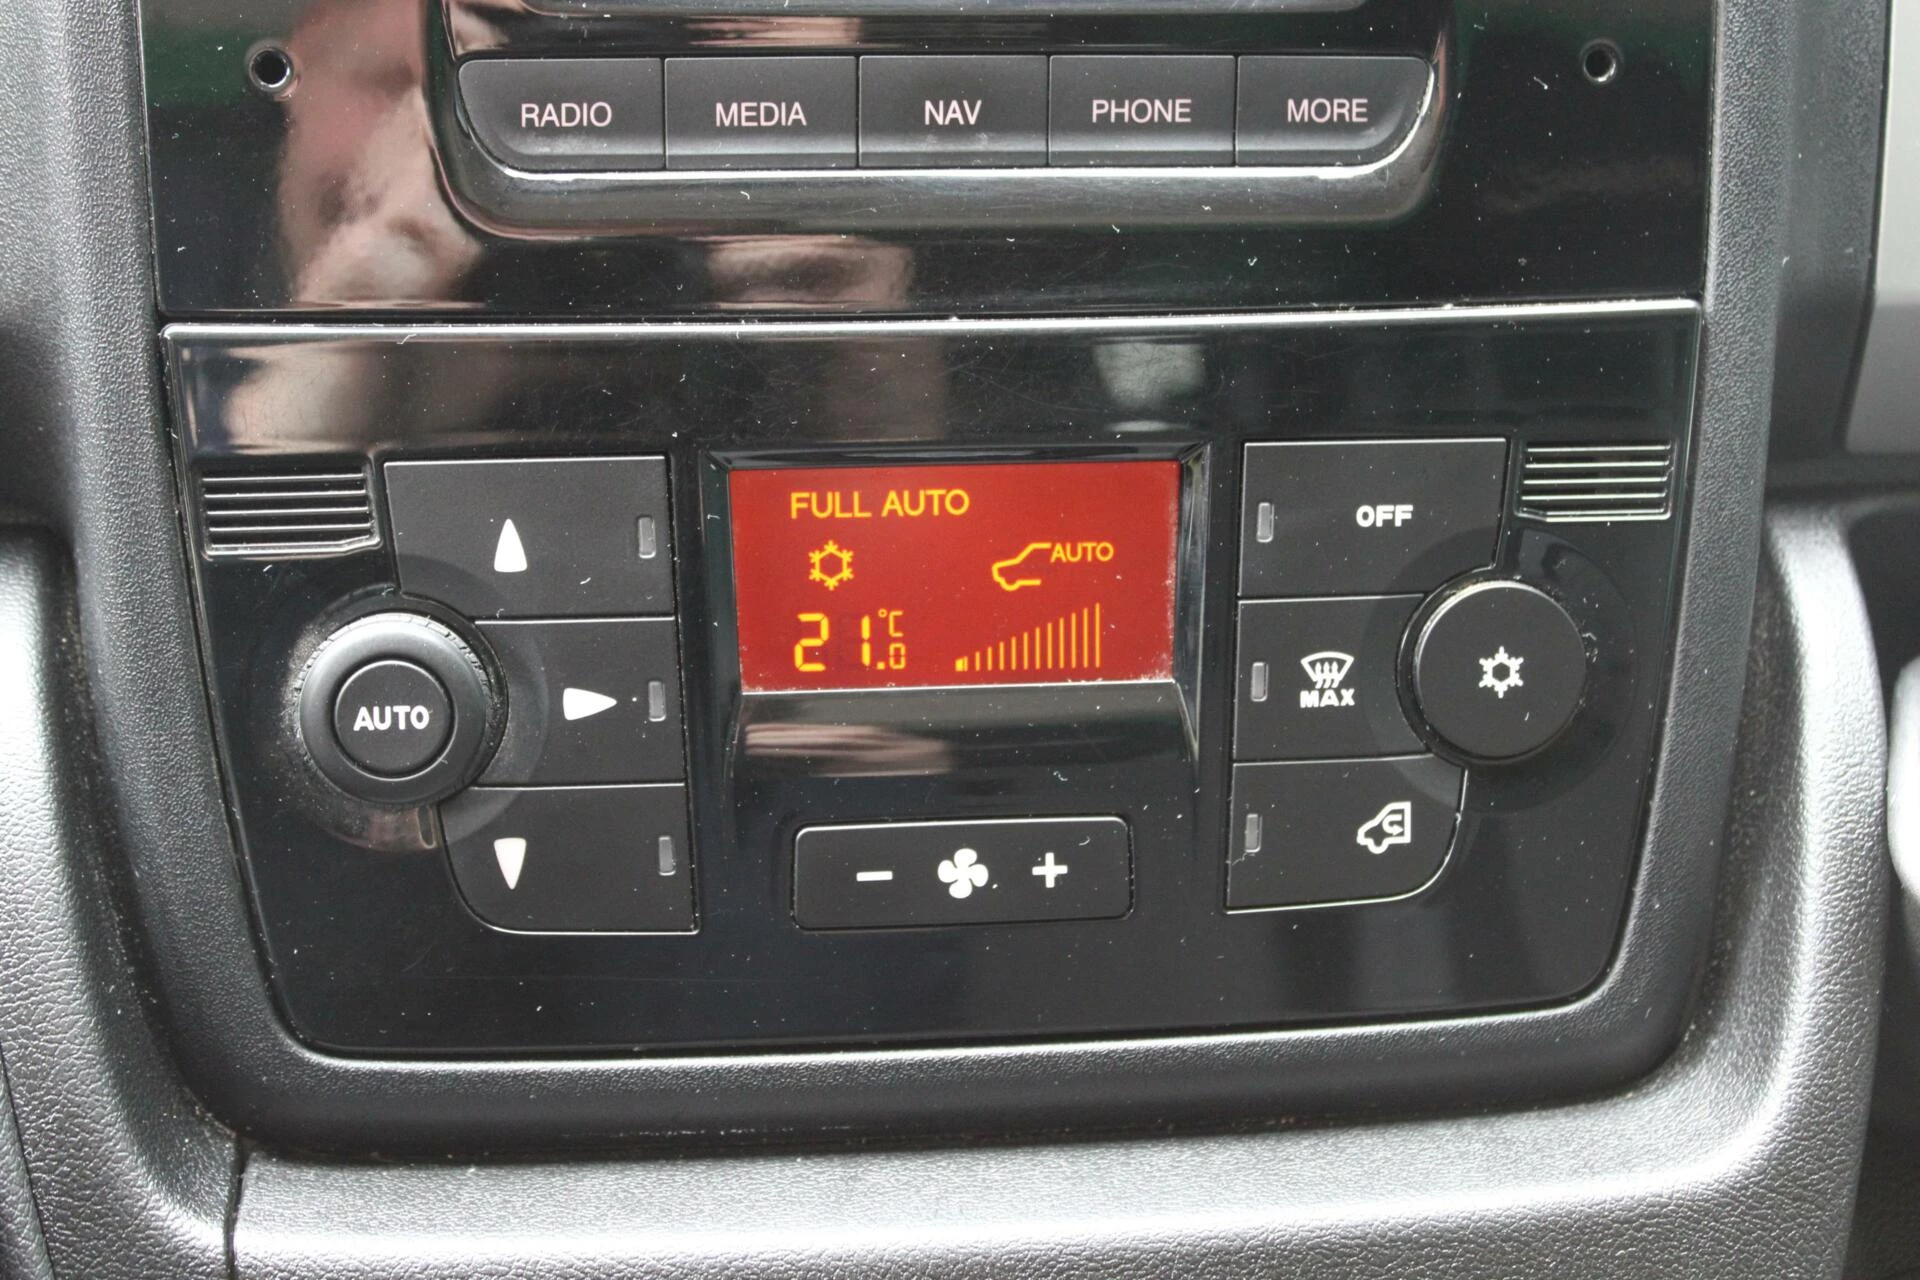 RADIO MEDIA NAV PHONE MORE
FULL AUTO
AUTO
21.0 °C
OFF
AUTO
MAX
- +